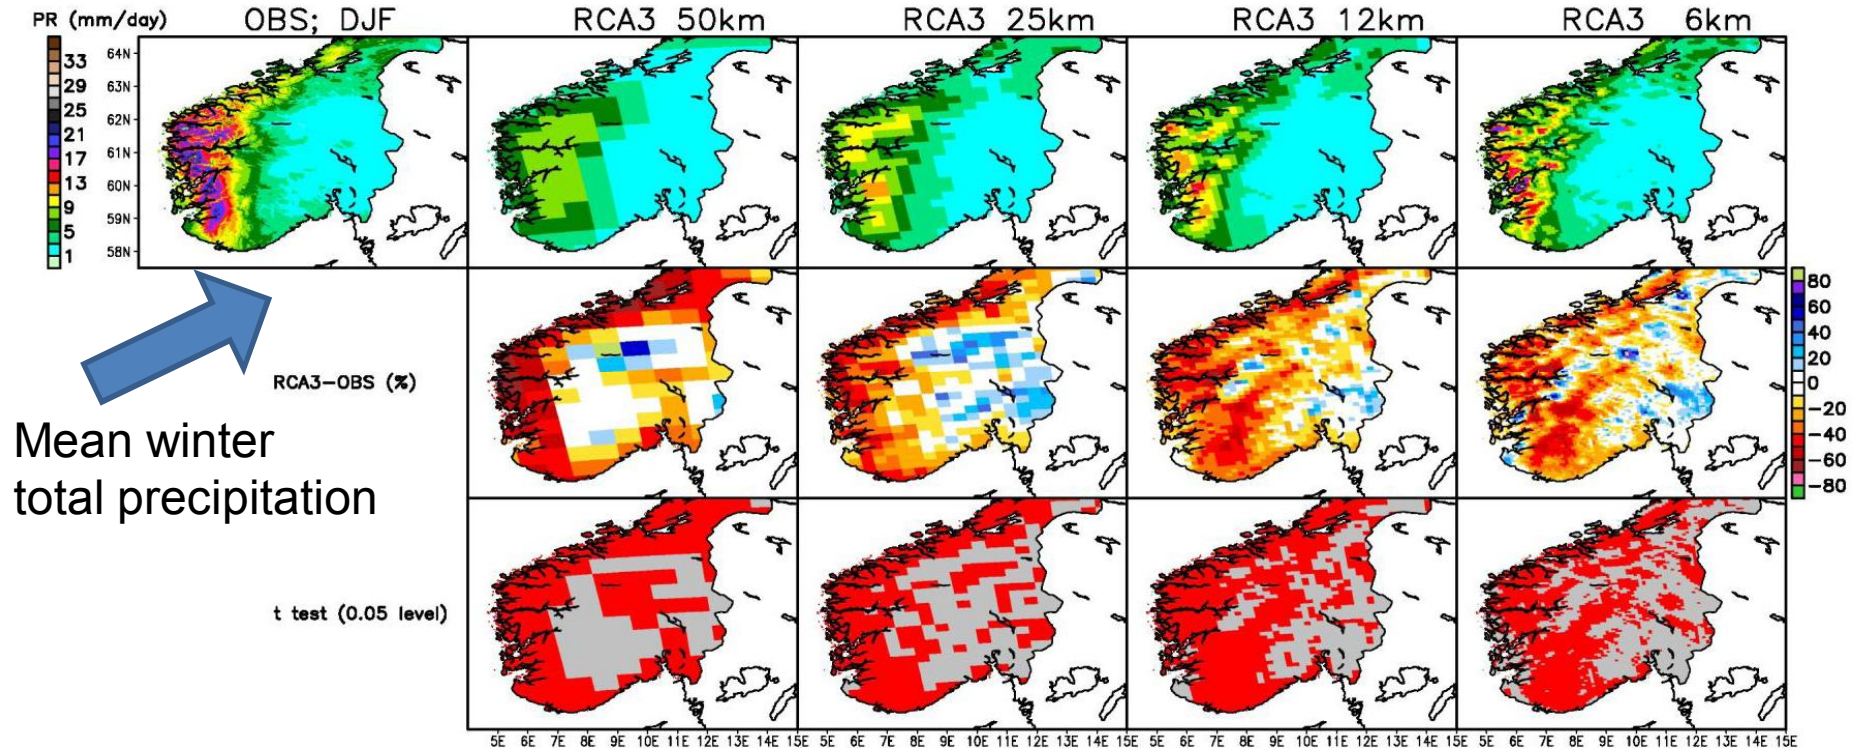 PR (mm/day)
OBS; DJF
RCA3 50km
RCA3 25km
RCA3 12km
RCA3 6km
33
29
25
21
17
13
9
5
1
64N
63N
62N
61N
60N
59N
58N
Mean winter
total precipitation
RCA3-OBS (%)
80
60
40
20
0
-20
-40
-60
-80
t test (0.05 level)
5E 6E 7E 8E 9E 10E 11E 12E 13E 14E 15E 5E 6E 7E 8E 9E 10E 11E 12E 13E 14E 15E 5E 6E 7E 8E 9E 10E 11E 12E 13E 14E 15E 5E 6E 7E 8E 9E 10E 11E 12E 13E 14E 15E